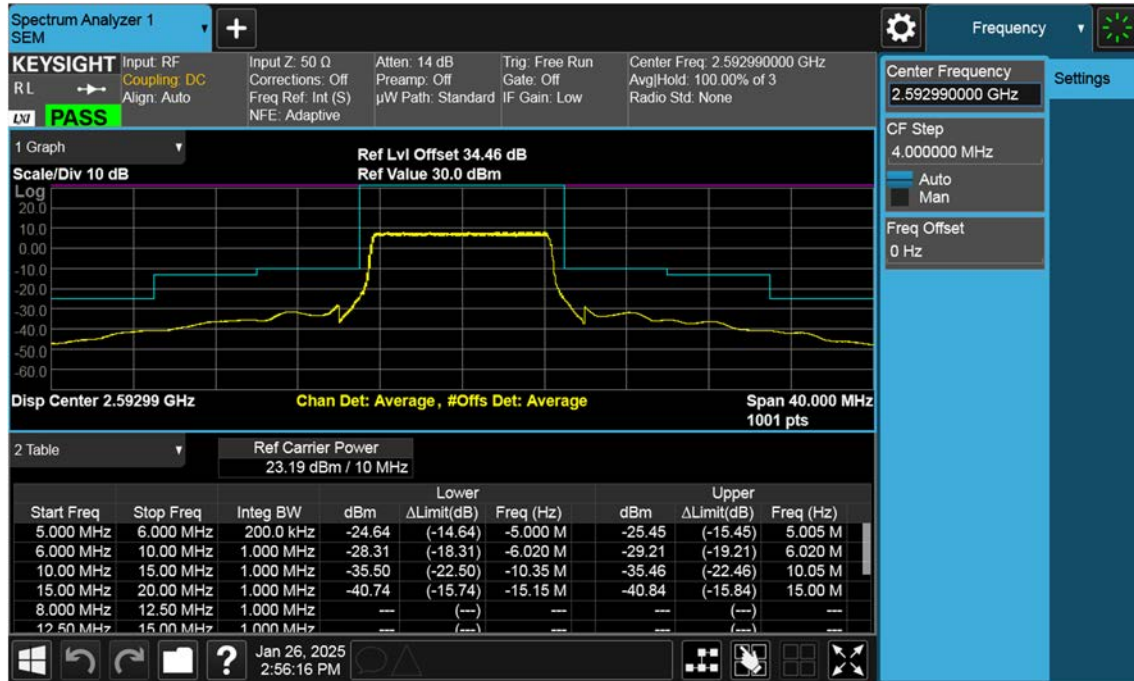 Spectrum Analyzer 1
SEM
Frequency
KEYSIGHT
R L
LXI PASS
Input: RF
Coupling: DC
Align: Auto
Input Z: 50 Ω
Corrections: Off
Freq Ref: Int (S)
NFE: Adaptive
Atten: 14 dB
Preamp: Off
µW Path: Standard
Trig: Free Run
Gate: Off
IF Gain: Low
Center Freq: 2.592990000 GHz
Avg|Hold: 100.00% of 3
Radio Std: None
Center Frequency
2.592990000 GHz
Settings
CF Step
4.000000 MHz
Auto
Man
Freq Offset
0 Hz
1 Graph
Scale/Div 10 dB
Ref Lvl Offset 34.46 dB
Ref Value 30.0 dBm
Log
20.0
10.0
0.00
-10.0
-20.0
-30.0
-40.0
-50.0
-60.0
Disp Center 2.59299 GHz
Chan Det: Average , #Offs Det: Average
Span 40.000 MHz
1001 pts
2 Table
Ref Carrier Power
23.19 dBm / 10 MHz
Lower Upper
Start Freq Stop Freq Integ BW dBm ΔLimit(dB) Freq (Hz) dBm ΔLimit(dB) Freq (Hz)
5.000 MHz 6.000 MHz 200.0 kHz -24.64 (-14.64) -5.000 M -25.45 (-15.45) 5.005 M
6.000 MHz 10.00 MHz 1.000 MHz -28.31 (-18.31) -6.020 M -29.21 (-19.21) 6.020 M
10.00 MHz 15.00 MHz 1.000 MHz -35.50 (-22.50) -10.35 M -35.46 (-22.46) 10.05 M
15.00 MHz 20.00 MHz 1.000 MHz -40.74 (-15.74) -15.15 M -40.84 (-15.84) 15.00 M
8.000 MHz 12.50 MHz 1.000 MHz --- (---) --- --- (---) ---
12.50 MHz 15.00 MHz 1.000 MHz --- (---) --- --- (---) ---
? Jan 26, 2025
2:56:16 PM